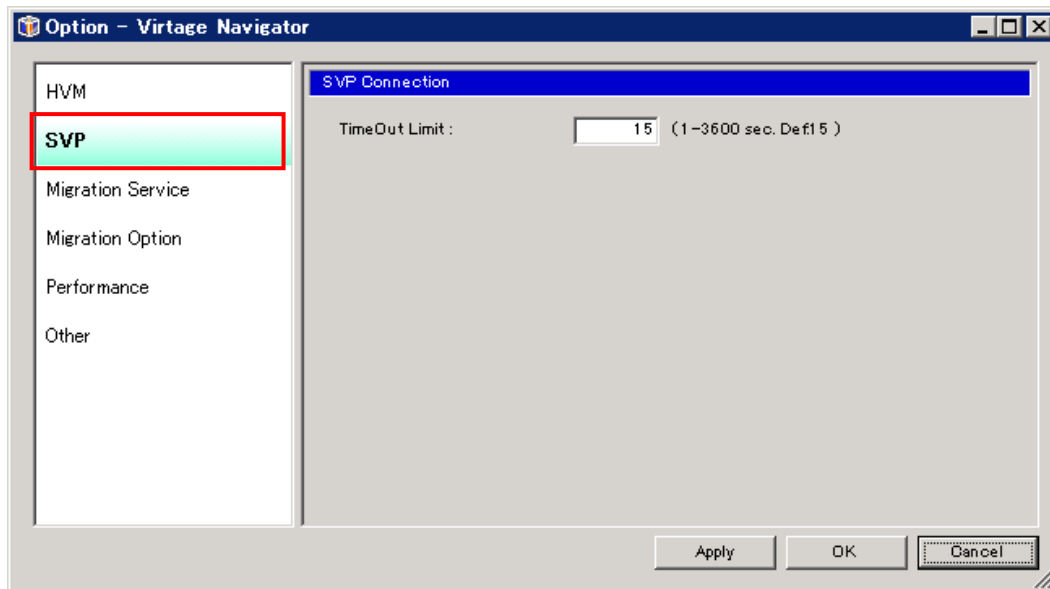 Option - Virtage Navigator
HVM
SVP
Migration Service
Migration Option
Performance
Other
SVP Connection
TimeOut Limit : 15 (1-3600 sec. Def.15 )
Apply OK Cancel